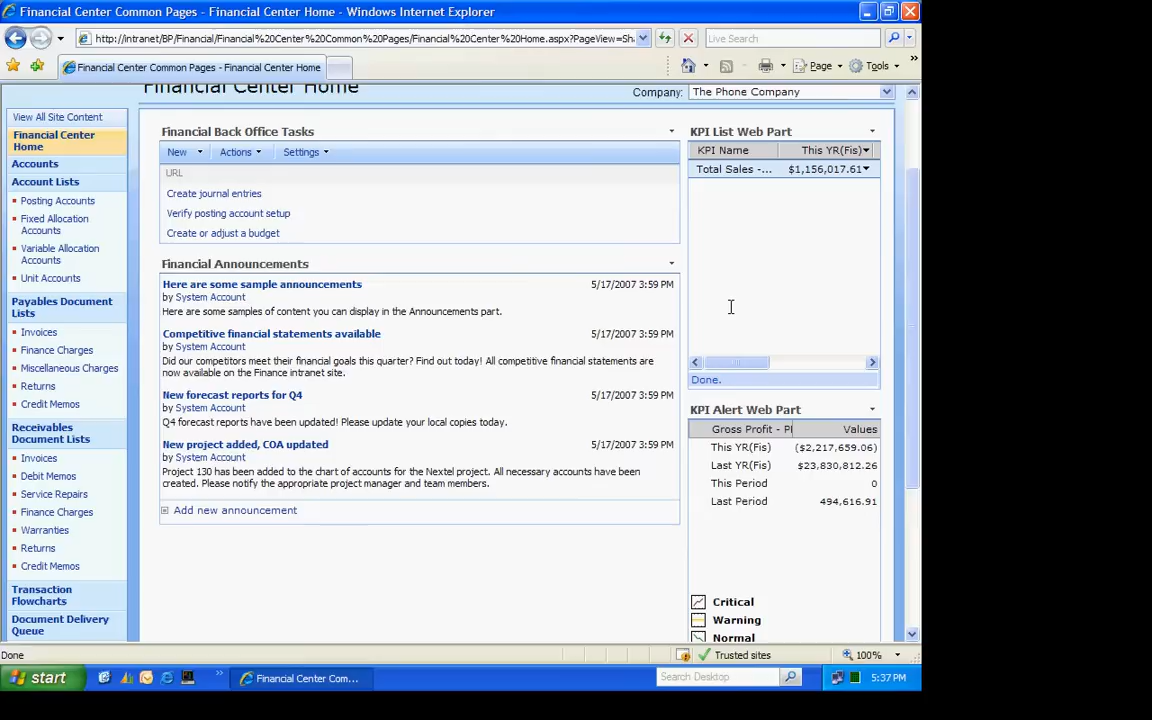 Financial Center Common Pages - Financial Center Home - Windows Internet Explorer
http://intranet/BP/Financial/Financial%20Center%20Common%20Pages/Financial%20Center%20Home.aspx?PageView=Sh
Live Search
Financial Center Common Pages - Financial Center Home
Page
Tools
Financial Center Home
Company: The Phone Company
View All Site Content
Financial Center
Home
Accounts
Account Lists
Posting Accounts
Fixed Allocation
Accounts
Variable Allocation
Accounts
Unit Accounts
Payables Document
Lists
Invoices
Finance Charges
Miscellaneous Charges
Returns
Credit Memos
Receivables
Document Lists
Invoices
Debit Memos
Service Repairs
Finance Charges
Warranties
Returns
Credit Memos
Transaction
Flowcharts
Document Delivery
Queue
Financial Back Office Tasks
New Actions Settings
URL
Create journal entries
Verify posting account setup
Create or adjust a budget
Financial Announcements
Here are some sample announcements 5/17/2007 3:59 PM
by System Account
Here are some samples of content you can display in the Announcements part.
Competitive financial statements available 5/17/2007 3:59 PM
by System Account
Did our competitors meet their financial goals this quarter? Find out today! All competitive financial statements are
now available on the Finance intranet site.
New forecast reports for Q4 5/17/2007 3:59 PM
by System Account
Q4 forecast reports have been updated! Please update your local copies today.
New project added, COA updated 5/17/2007 3:59 PM
by System Account
Project 130 has been added to the chart of accounts for the Nextel project. All necessary accounts have been
created. Please notify the appropriate project manager and team members.
Add new announcement
KPI List Web Part
KPI Name This YR(Fis)
Total Sales -... $1,156,017.61
Done.
KPI Alert Web Part
Gross Profit - Pl Values
This YR(Fis) ($2,217,659.06)
Last YR(Fis) $23,830,812.26
This Period 0
Last Period 494,616.91
Critical
Warning
Normal
Done
Trusted sites
100%
start
Financial Center Com...
Search Desktop
5:37 PM